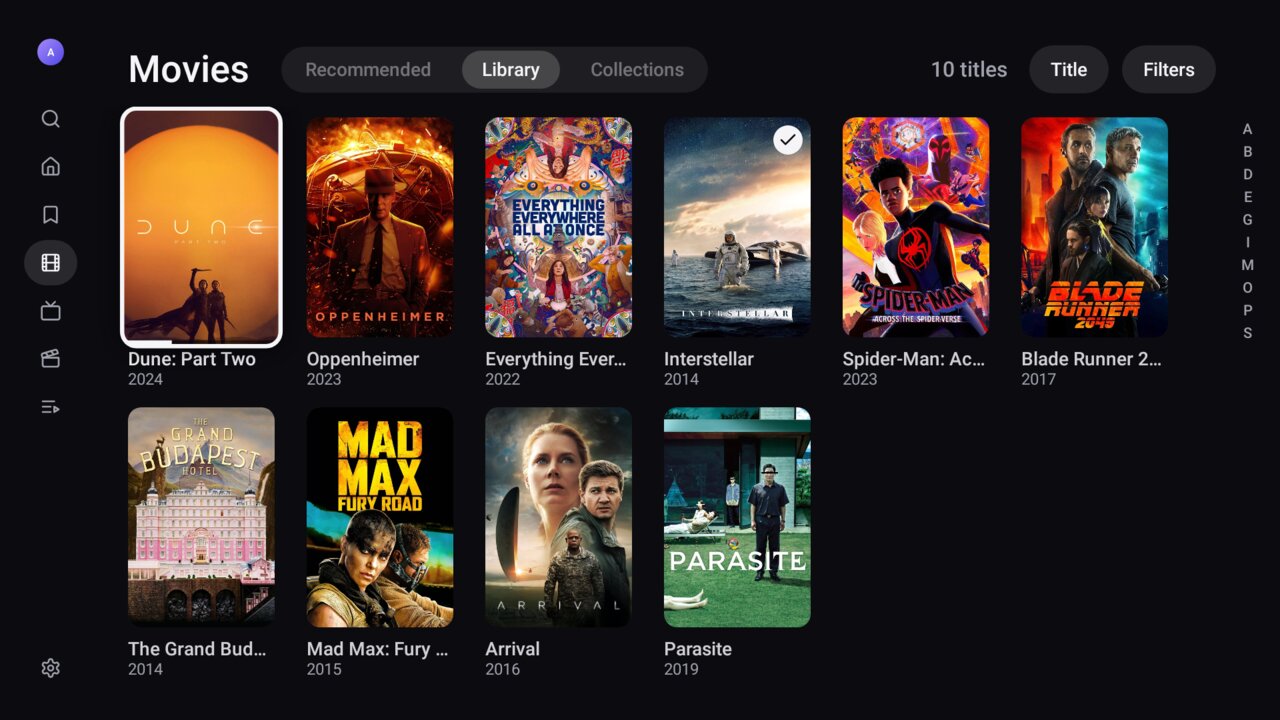 A
Movies
Recommended
Library
Collections
10 titles
Title
Filters
DUNE
PART TWO
Dune: Part Two
2024
OPPENHEIMER
Oppenheimer
2023
EVERYTHING
EVERYWHERE
ALL AT ONCE
Everything Ever...
2022
INTERSTELLAR
Interstellar
2014
SPIDER-MAN
ACROSS THE SPIDER-VERSE
Spider-Man: Ac...
2023
BLADE
RUNNER
2049
Blade Runner 2...
2017
A
B
D
E
G
I
M
O
P
S
THE
GRAND
BUDAPEST
HOTEL
The Grand Bud...
2014
MAD
MAX
FURY ROAD
Mad Max: Fury ...
2015
ARRIVAL
Arrival
2016
PARASITE
Parasite
2019